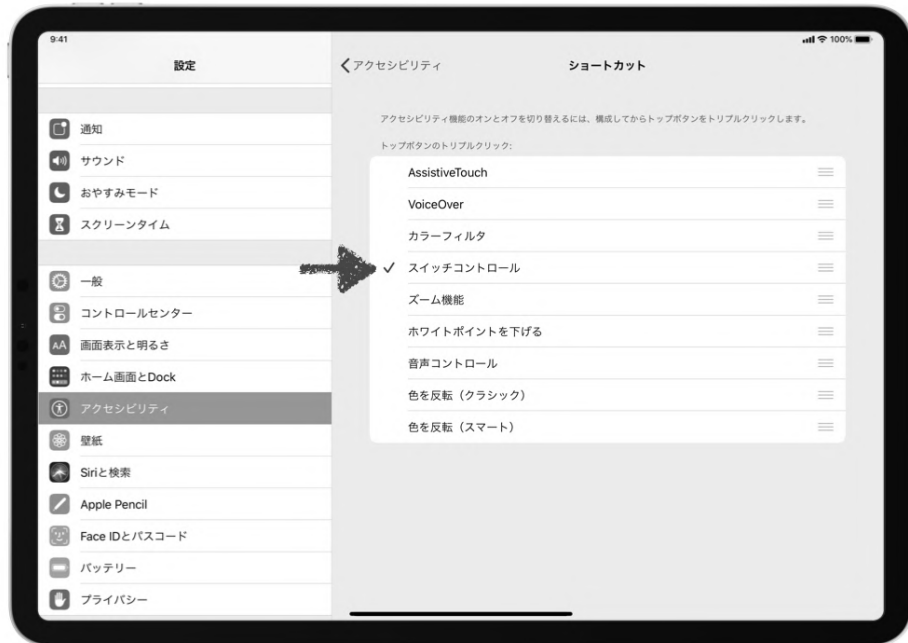 9:41
100%
設定
アクセシビリティ
ショートカット
通知
サウンド
おやすみモード
スクリーンタイム
一般
コントロールセンター
画面表示と明るさ
ホーム画面とDock
アクセシビリティ
壁紙
Siriと検索
Apple Pencil
Face IDとパスコード
バッテリー
プライバシー
アクセシビリティ機能のオンとオフを切り替えるには、構成してからトップボタンをトリプルクリックします。
トップボタンのトリプルクリック:
AssistiveTouch
VoiceOver
カラーフィルタ
スイッチコントロール
ズーム機能
ホワイトポイントを下げる
音声コントロール
色を反転（クラシック）
色を反転（スマート）